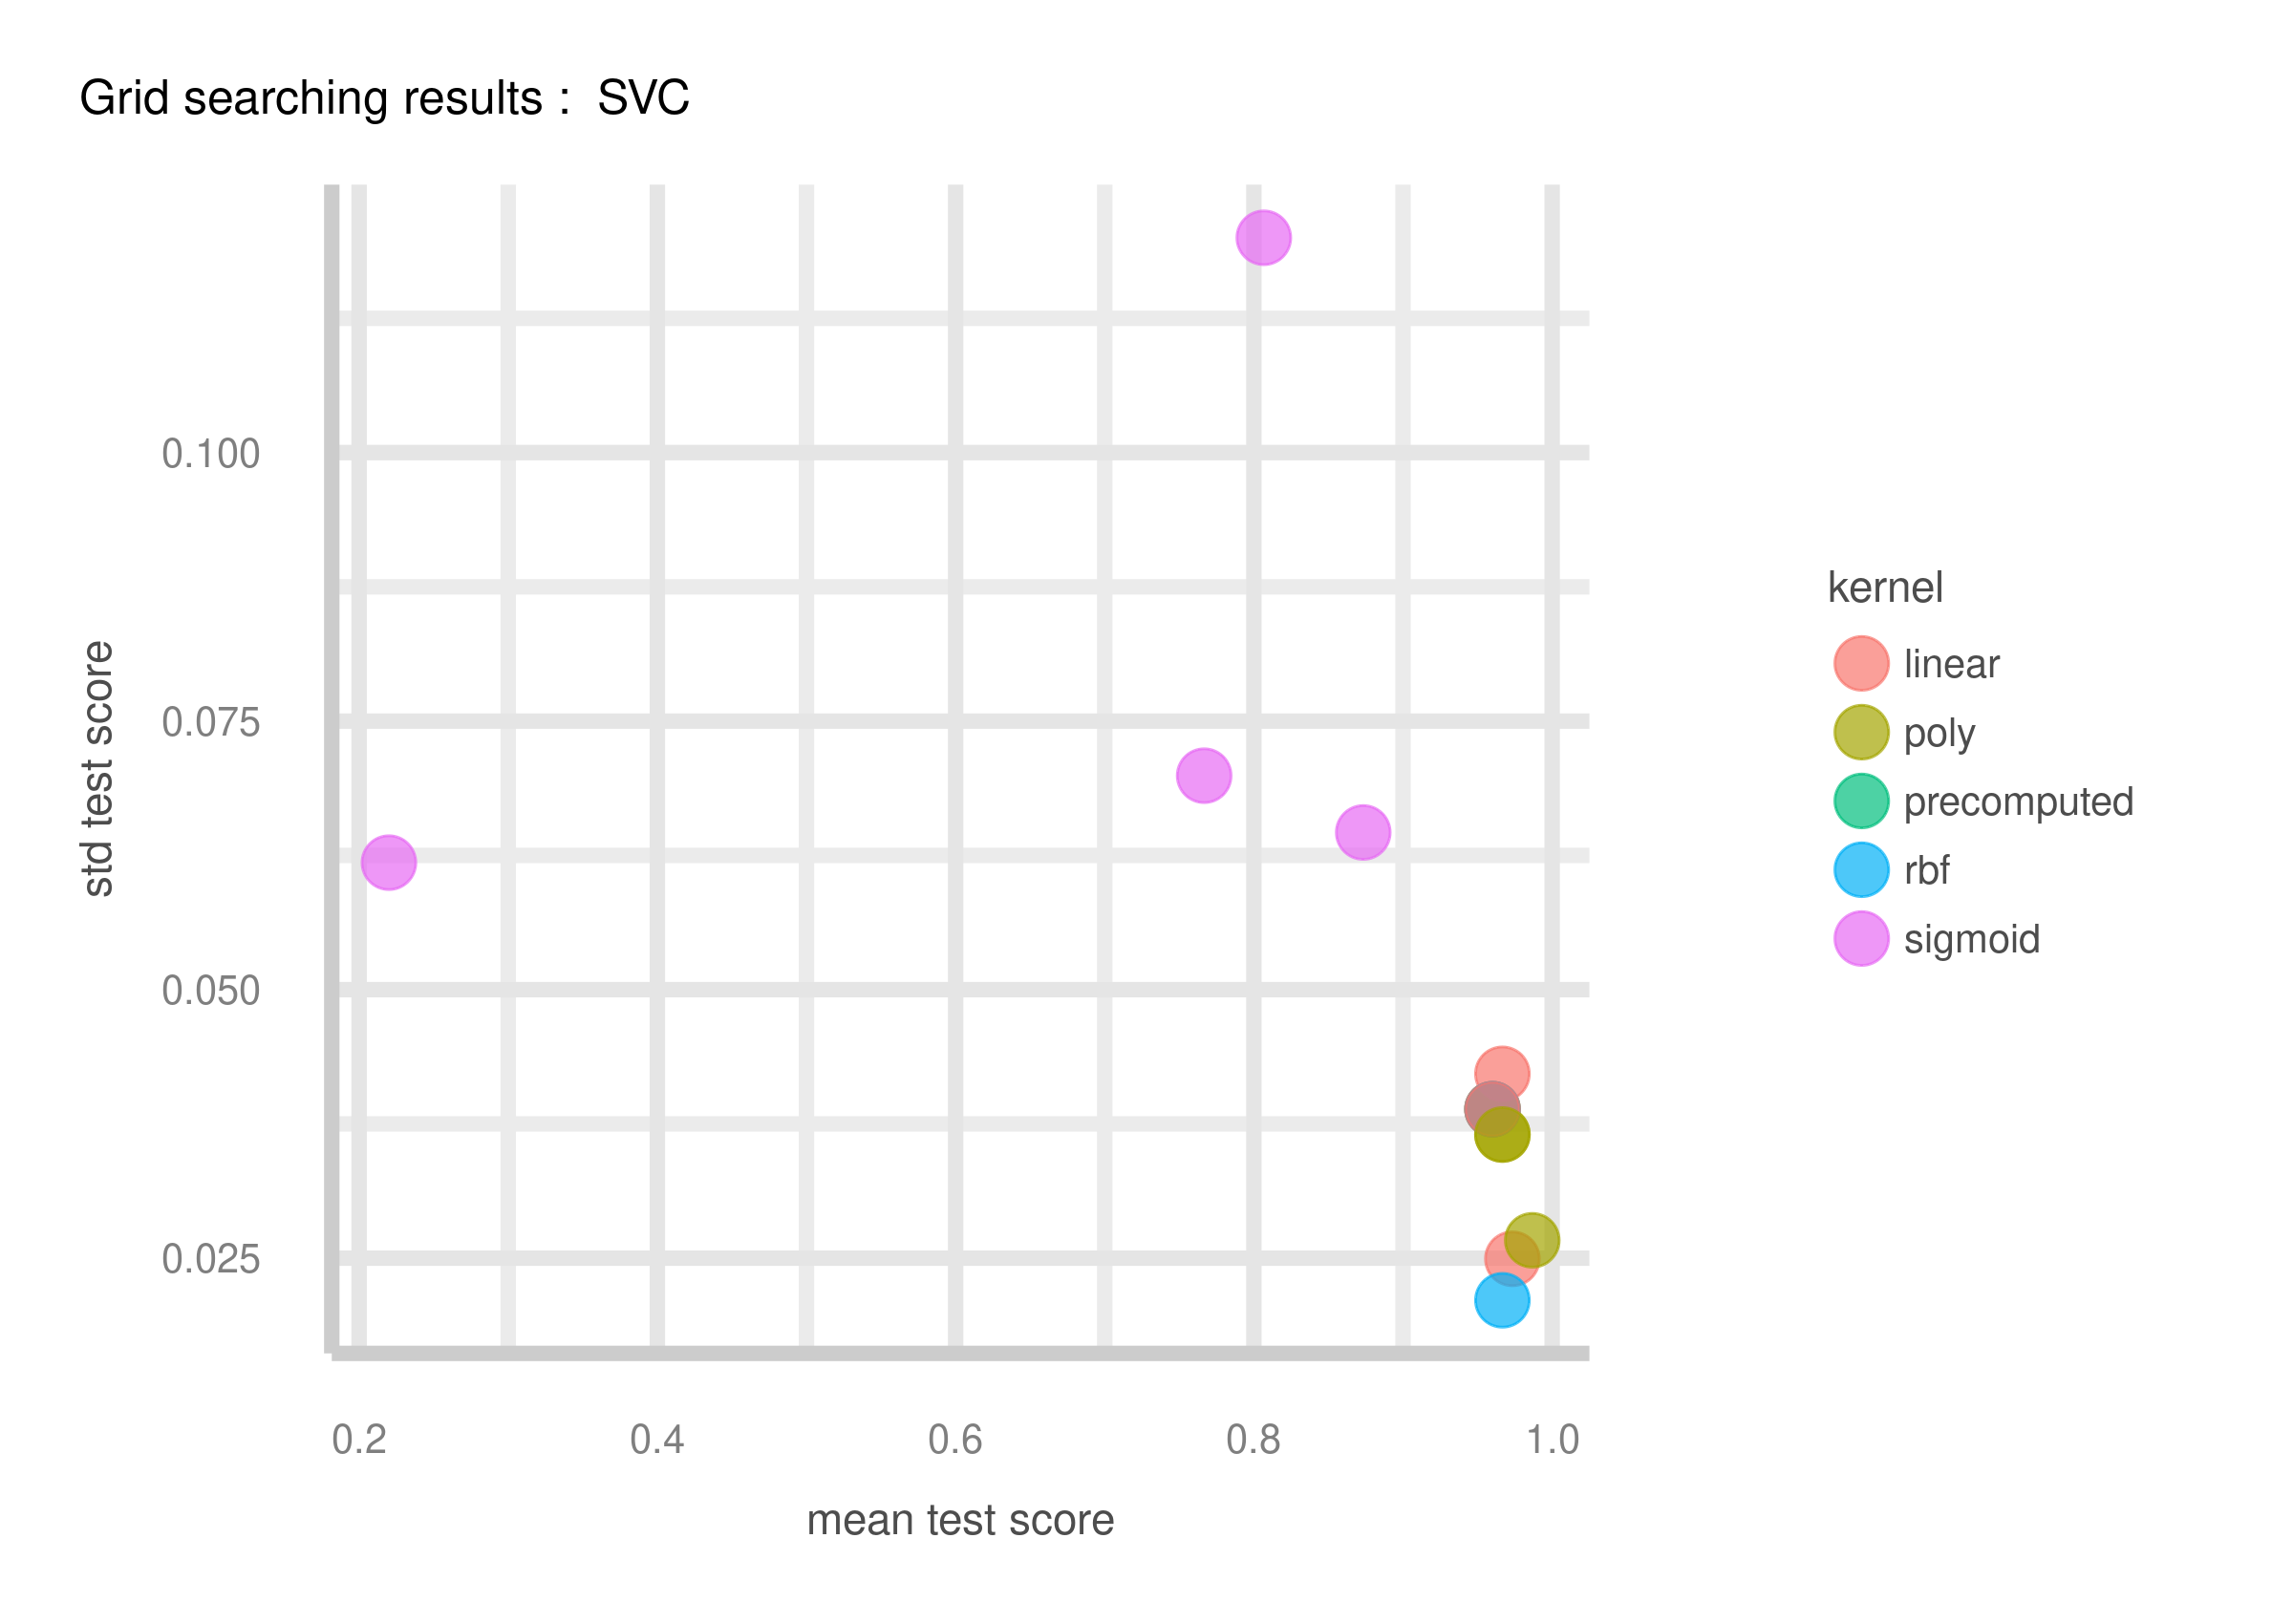 Grid searching results :  SVC
0.100
0.075
0.050
0.025
std test score
0.2 0.4 0.6 0.8 1.0
mean test score
kernel
linear
poly
precomputed
rbf
sigmoid